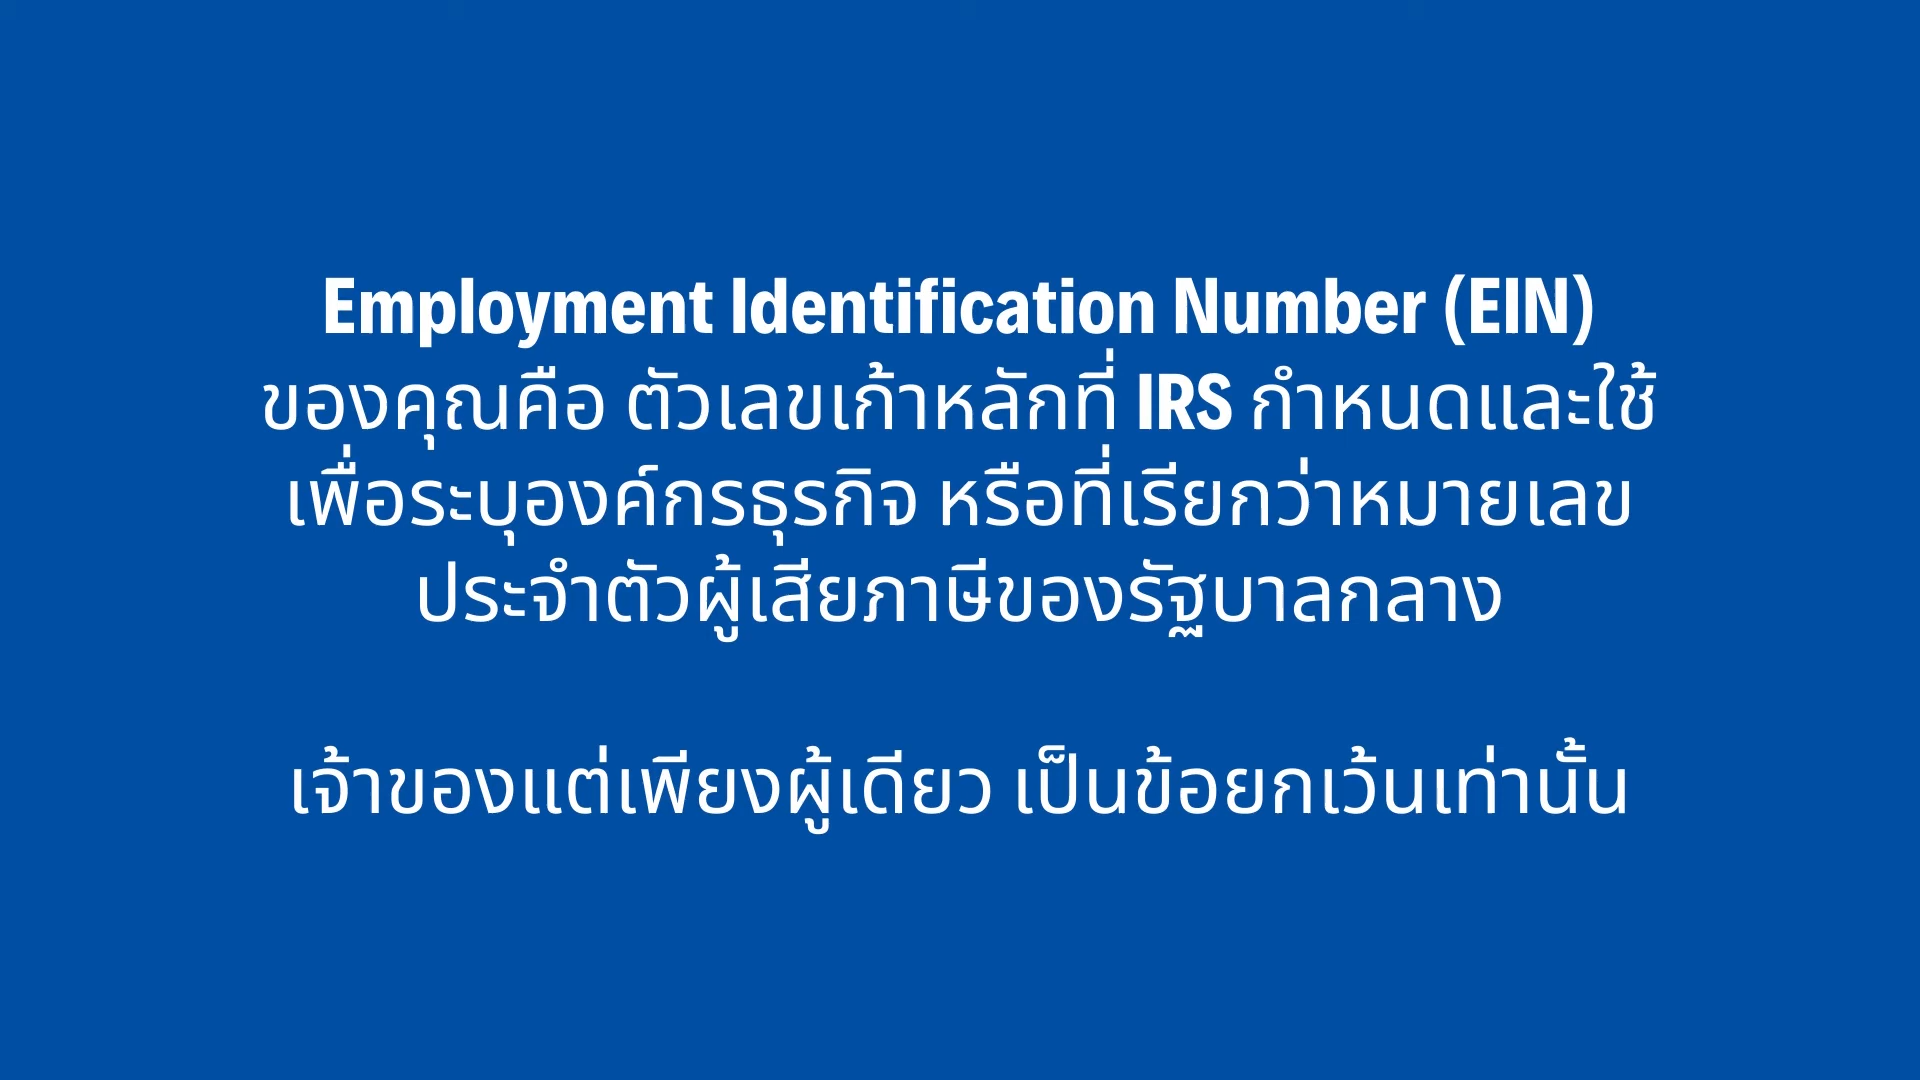 Employment Identification Number (EIN)
ของคุณคือ ตัวเลขเก้าหลักที่ IRS กำหนดและใช้
เพื่อระบุองค์กรธุรกิจ หรือที่เรียกว่าหมายเลข
ประจำตัวผู้เสียภาษีของรัฐบาลกลาง
เจ้าของแต่เพียงผู้เดียว เป็นข้อยกเว้นเท่านั้น